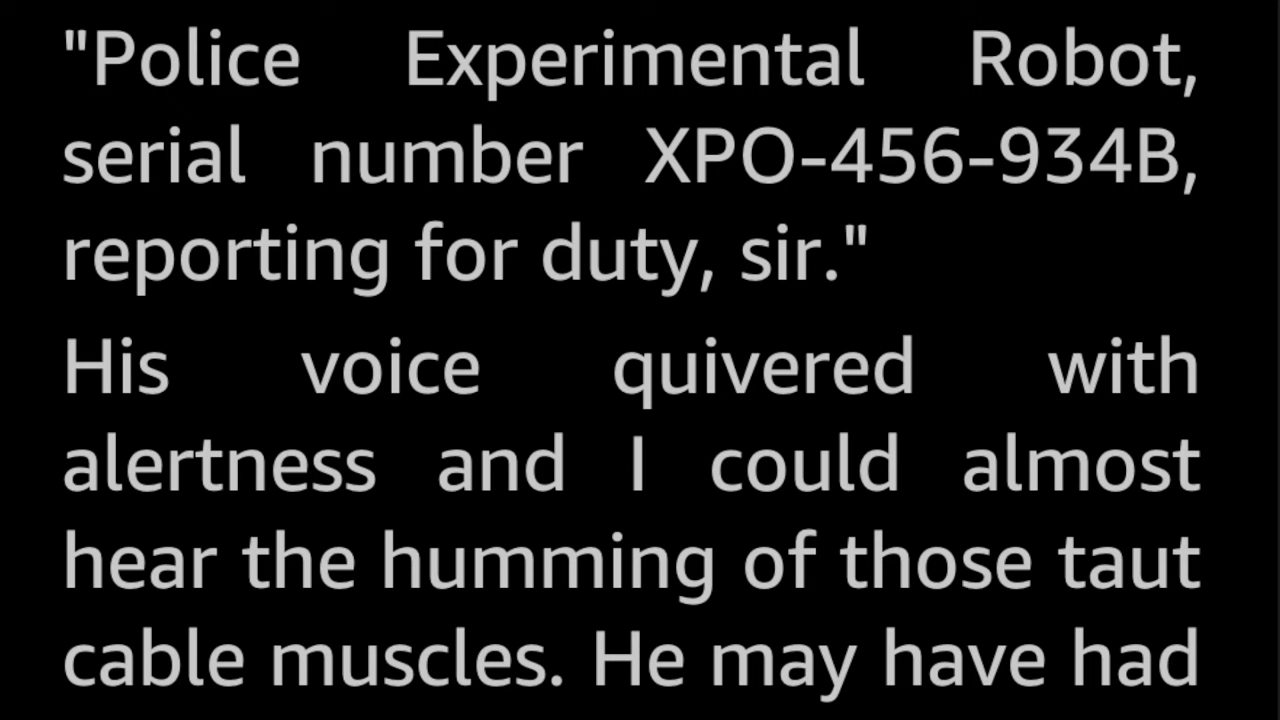 "Police Experimental Robot,
serial number XPO-456-934B,
reporting for duty, sir."
His voice quivered with
alertness and I could almost
hear the humming of those taut
cable muscles. He may have had